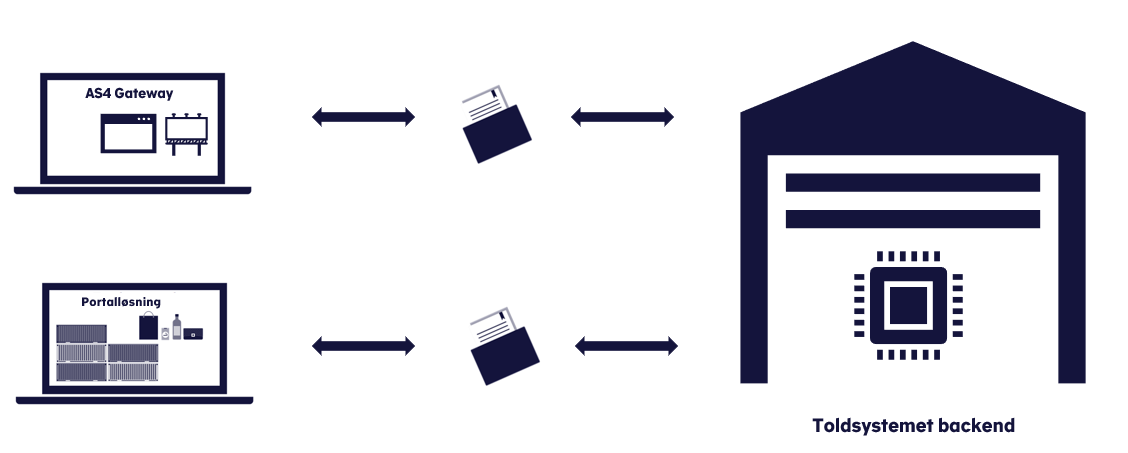 AS4 Gateway
Portalløsning
Toldsystemet backend